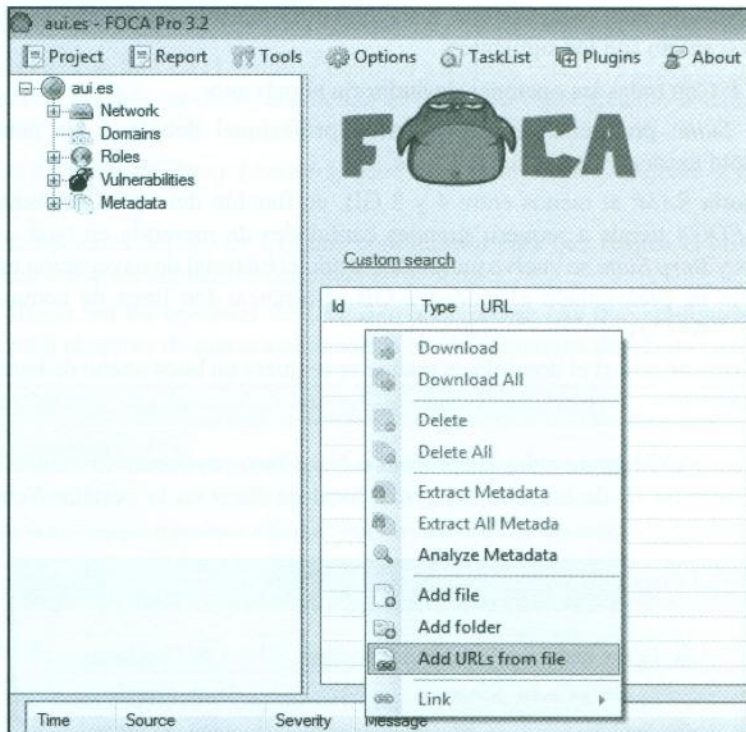 aui.es - FOCA Pro 3.2
Project Report Tools Options TaskList Plugins About
aui.es
Network
Domains
Roles
Vulnerabilities
Metadata
FOCA
Custom search
Id Type URL
Download
Download All
Delete
Delete All
Extract Metadata
Extract All Metada
Analyze Metadata
Add file
Add folder
Add URLs from file
Link
Time Source Severity Message